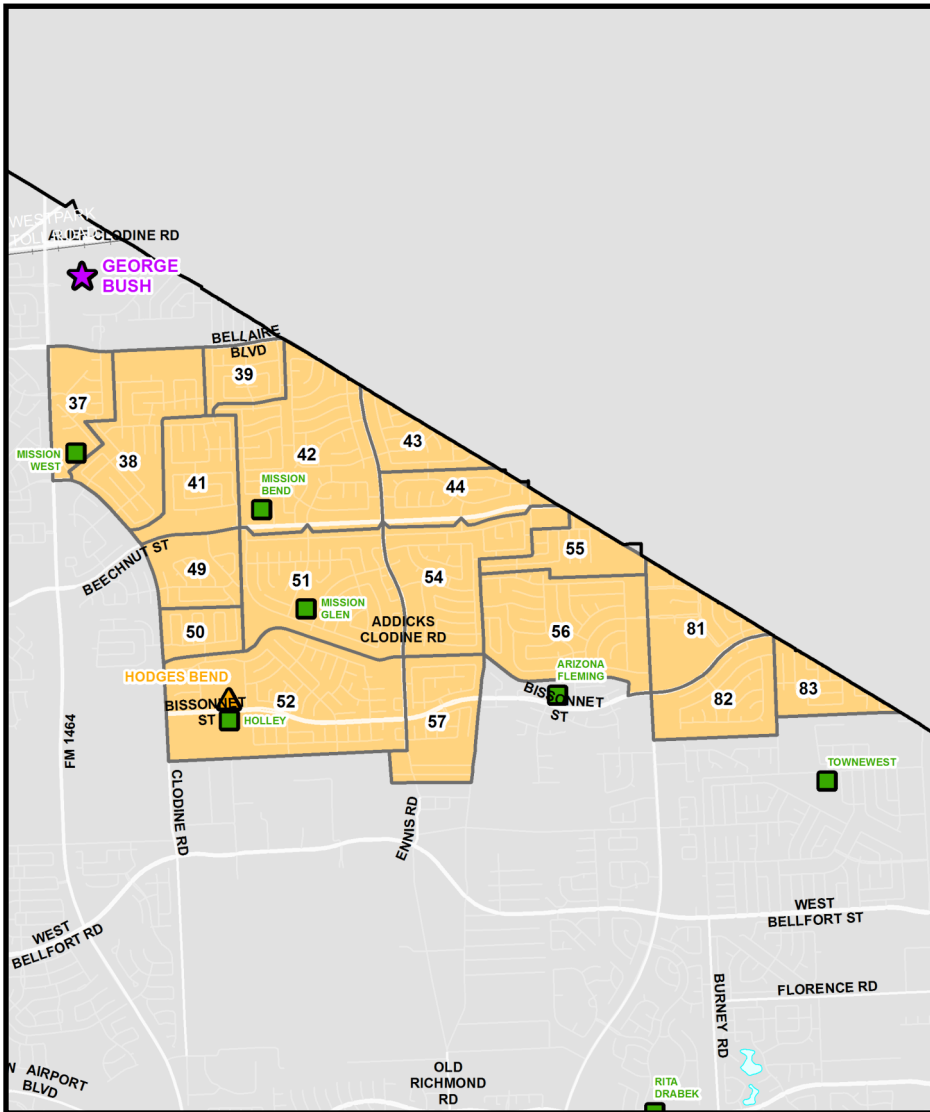 WESTPARK
ALIEF CLODINE RD
GEORGE
BUSH
BELLAIRE
BLVD
39
37
43
38
42
MISSION
WEST
41
MISSION
BEND
44
BEECHNUT ST
49
55
51
54
MISSION
GLEN
50
ADDICKS
CLODINE RD
56
81
ARIZONA
FLEMING
HODGES BEND
BISSONNET
ST
52
HOLLEY
BISSONNET
ST
82
83
57
FM 1464
TOWNEWEST
CLODINE RD
ENNIS RD
WEST
BELLFORT RD
WEST
BELLFORT ST
BURNEY RD
FLORENCE RD
AIRPORT
BLVD
OLD
RICHMOND
RD
RITA
DRABEK